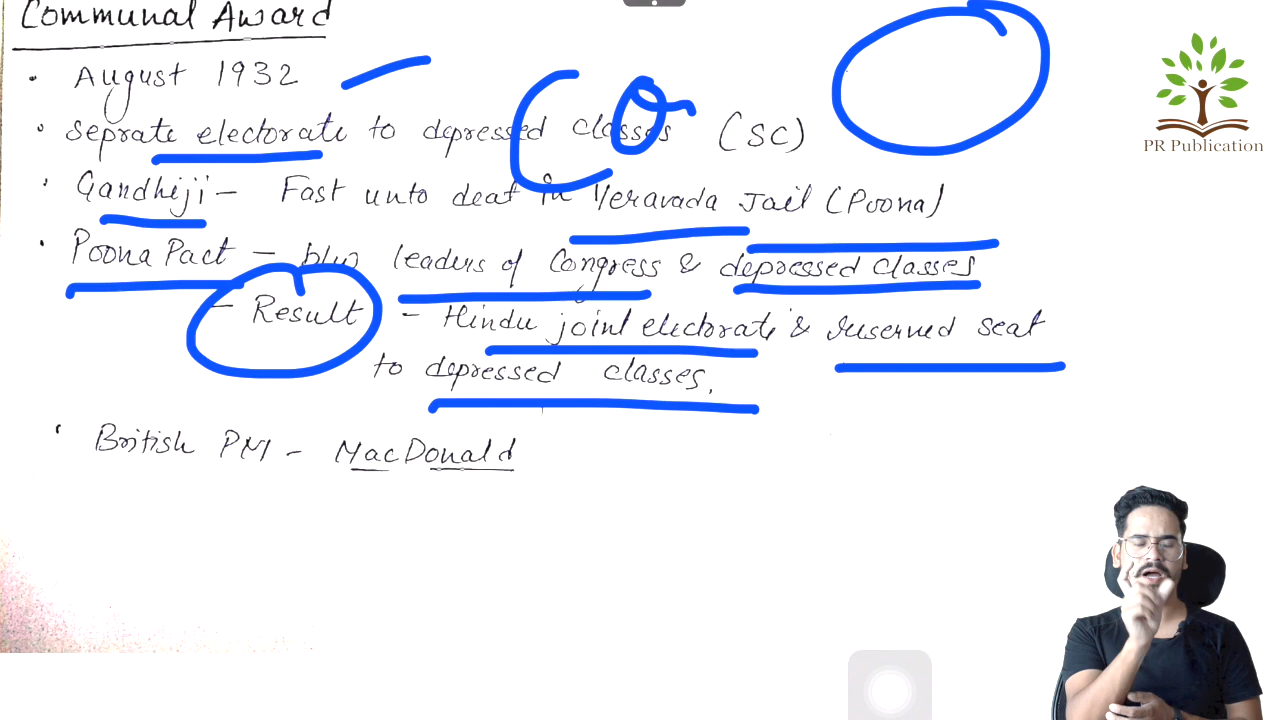 Communal Award
• August 1932
• Seprate electorate to depressed classes (SC)
• Gandhiji - Fast unto deat in Yeravada Jail (Poona)
• Poona Pact - b/w leaders of Congress & depressed classes
- Result - Hindu joint electorate & reserved seat
to depressed classes.
• British PM - MacDonald
PR Publication